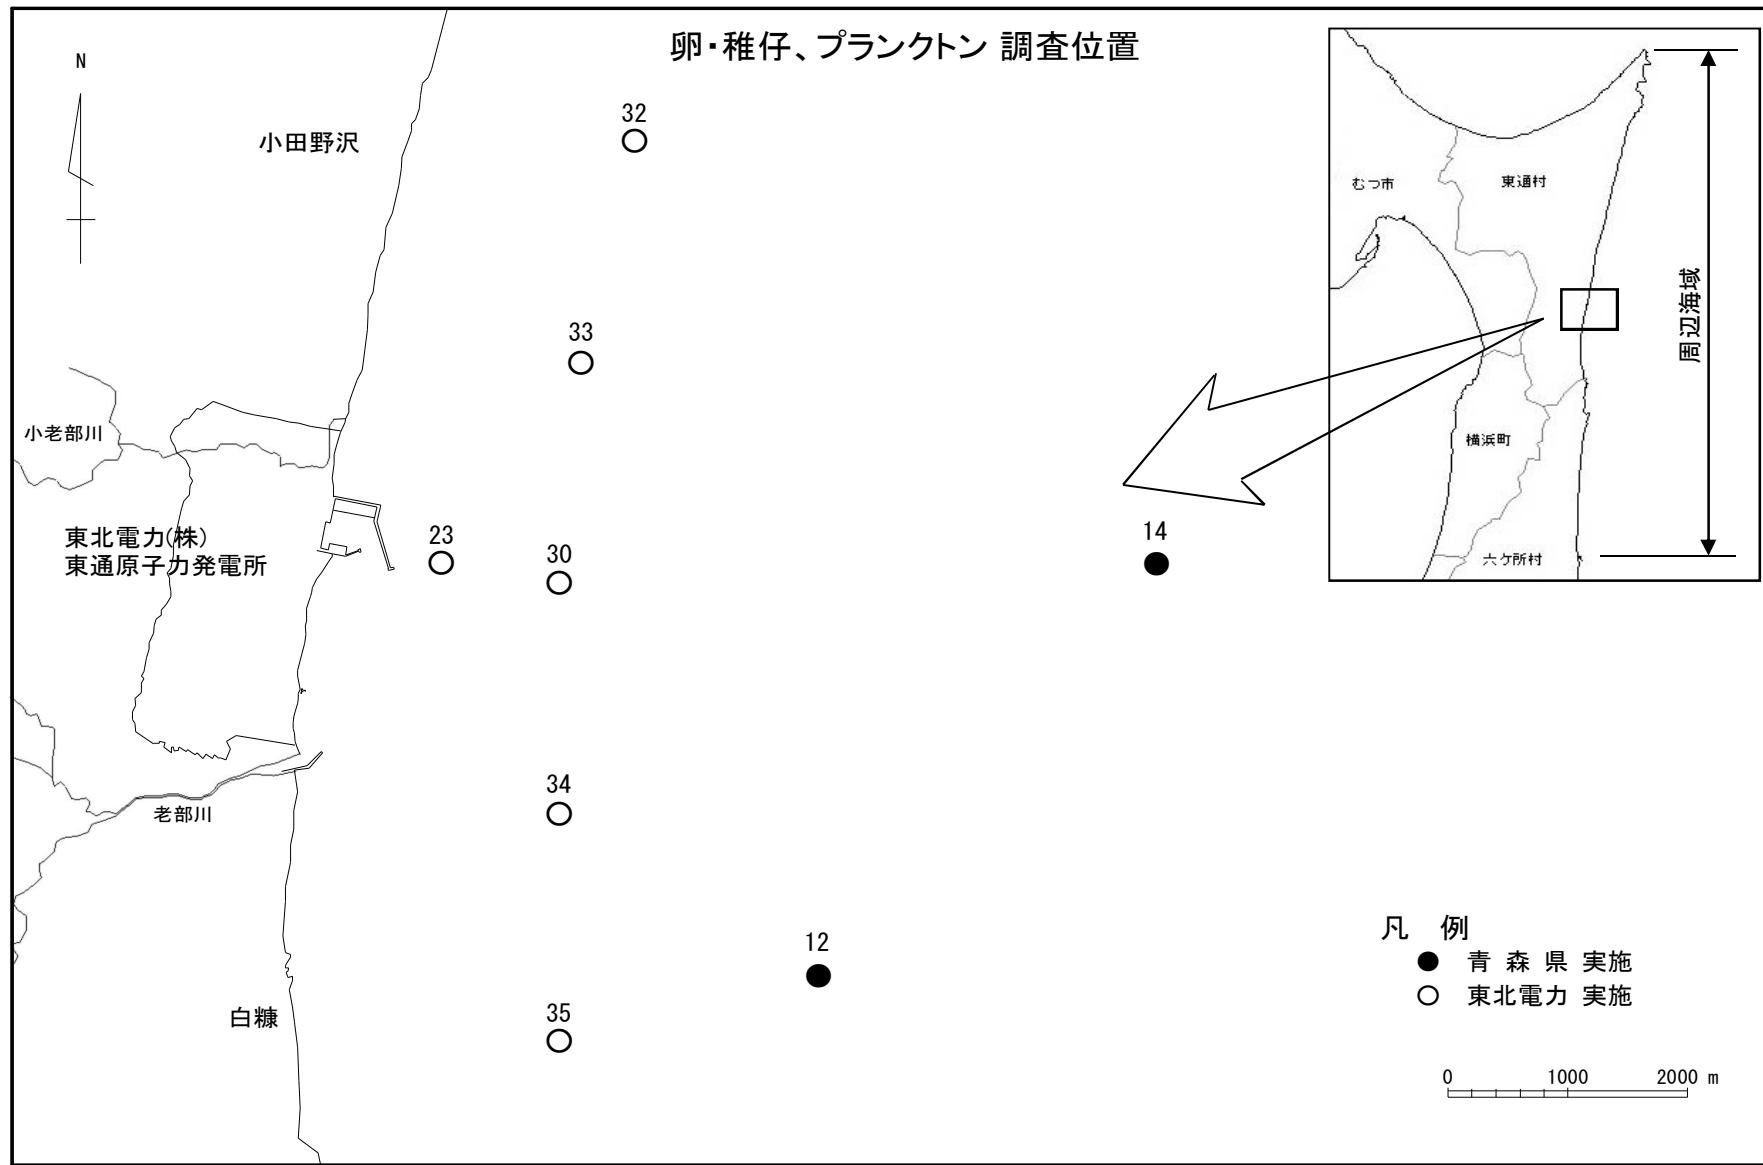 卵・稚仔、プランクトン 調査位置
N
小田野沢
32
33
小老部川
東北電力(株)
東通原子力発電所
23
30
14
34
老部川
12
白糠
35
むつ市
東通村
周辺海域
横浜町
六ケ所村
凡 例
● 青 森 県 実施
○ 東北電力 実施
0 1000 2000 m